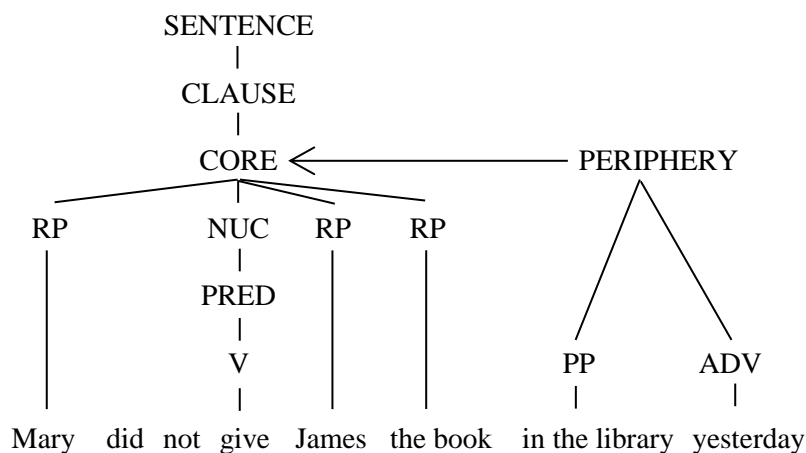 SENTENCE
CLAUSE
CORE PERIPHERY
RP NUC RP RP
PRED
V PP ADV
Mary did not give James the book in the library yesterday